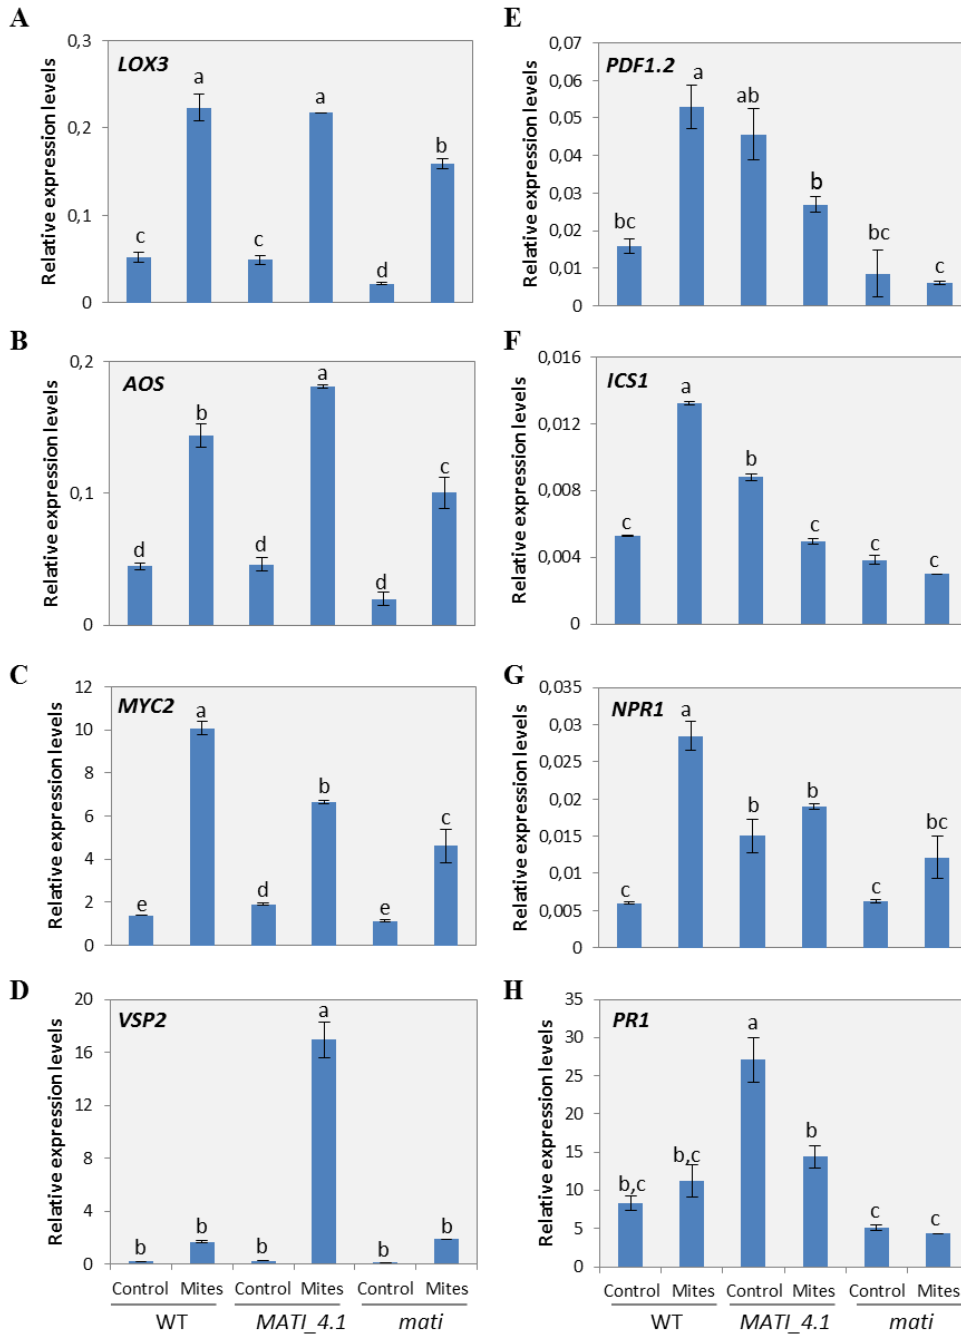 A
0,3
0,2
0,1
0
Relative expression levels
LOX3
c
a
c
a
d
b
B
0,2
0,1
0
Relative expression levels
AOS
d
b
d
a
d
c
C
12
10
8
6
4
2
0
Relative expression levels
MYC2
e
a
d
b
e
c
D
20
16
12
8
4
0
Relative expression levels
VSP2
b
b
b
a
b
b
Control Mites Control Mites Control Mites
WT MATI_4.1 mati
E
0,07
0,06
0,05
0,04
0,03
0,02
0,01
0
Relative expression levels
PDF1.2
bc
a
ab
b
bc
c
F
0,016
0,012
0,008
0,004
0
Relative expression levels
ICS1
c
a
b
c
c
c
G
0,035
0,03
0,025
0,02
0,015
0,01
0,005
0
Relative expression levels
NPR1
c
a
b
b
c
bc
H
35
30
25
20
15
10
5
0
Relative expression levels
PR1
b,c
b,c
a
b
c
c
Control Mites Control Mites Control Mites
WT MATI_4.1 mati